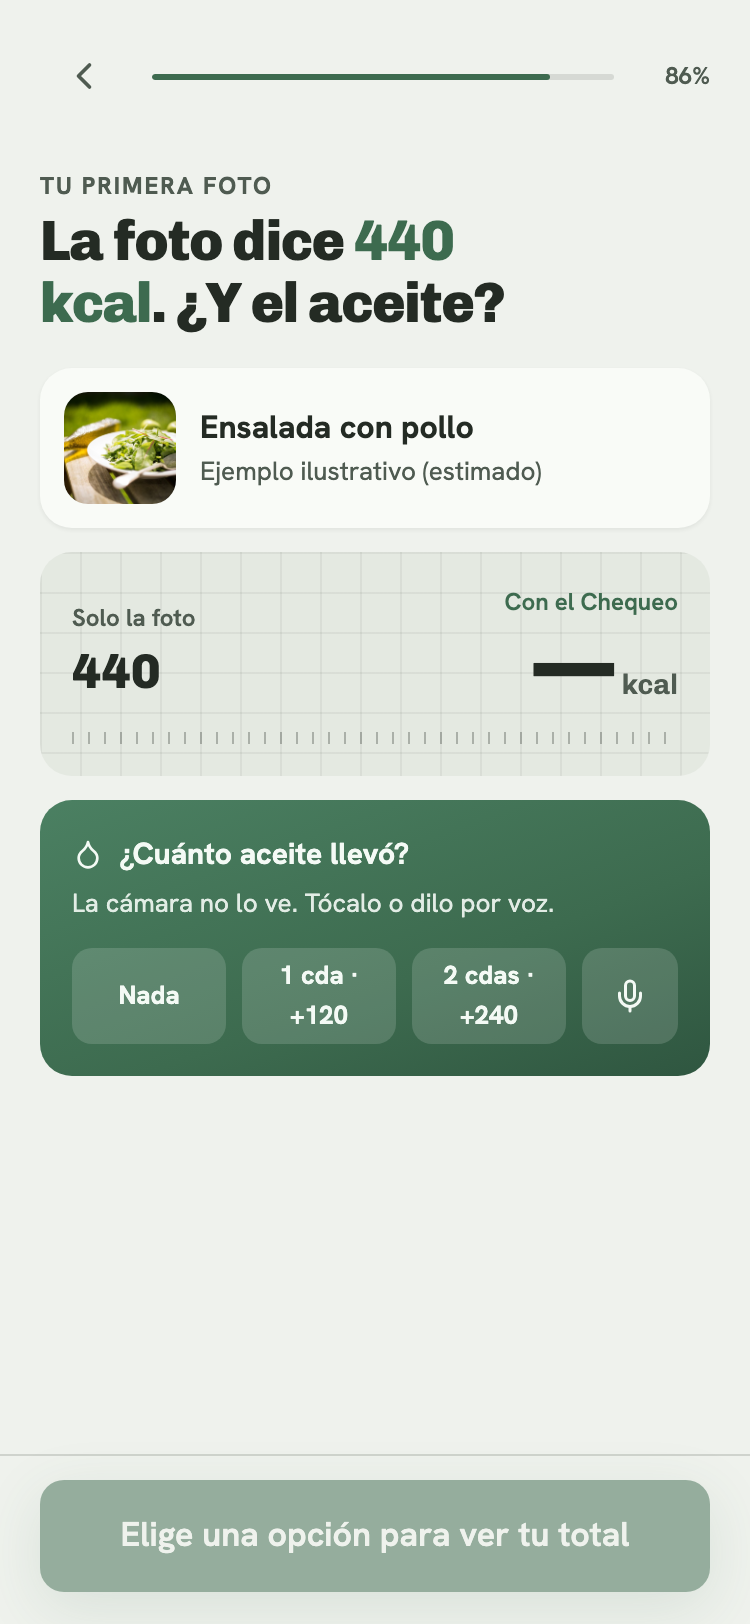 86%
TU PRIMERA FOTO
La foto dice 440
kcal. ¿Y el aceite?
Ensalada con pollo
Ejemplo ilustrativo (estimado)
Solo la foto
440
Con el Chequeo
— kcal
¿Cuánto aceite llevó?
La cámara no lo ve. Tócalo o dilo por voz.
Nada
1 cda ·
+120
2 cdas ·
+240
Elige una opción para ver tu total